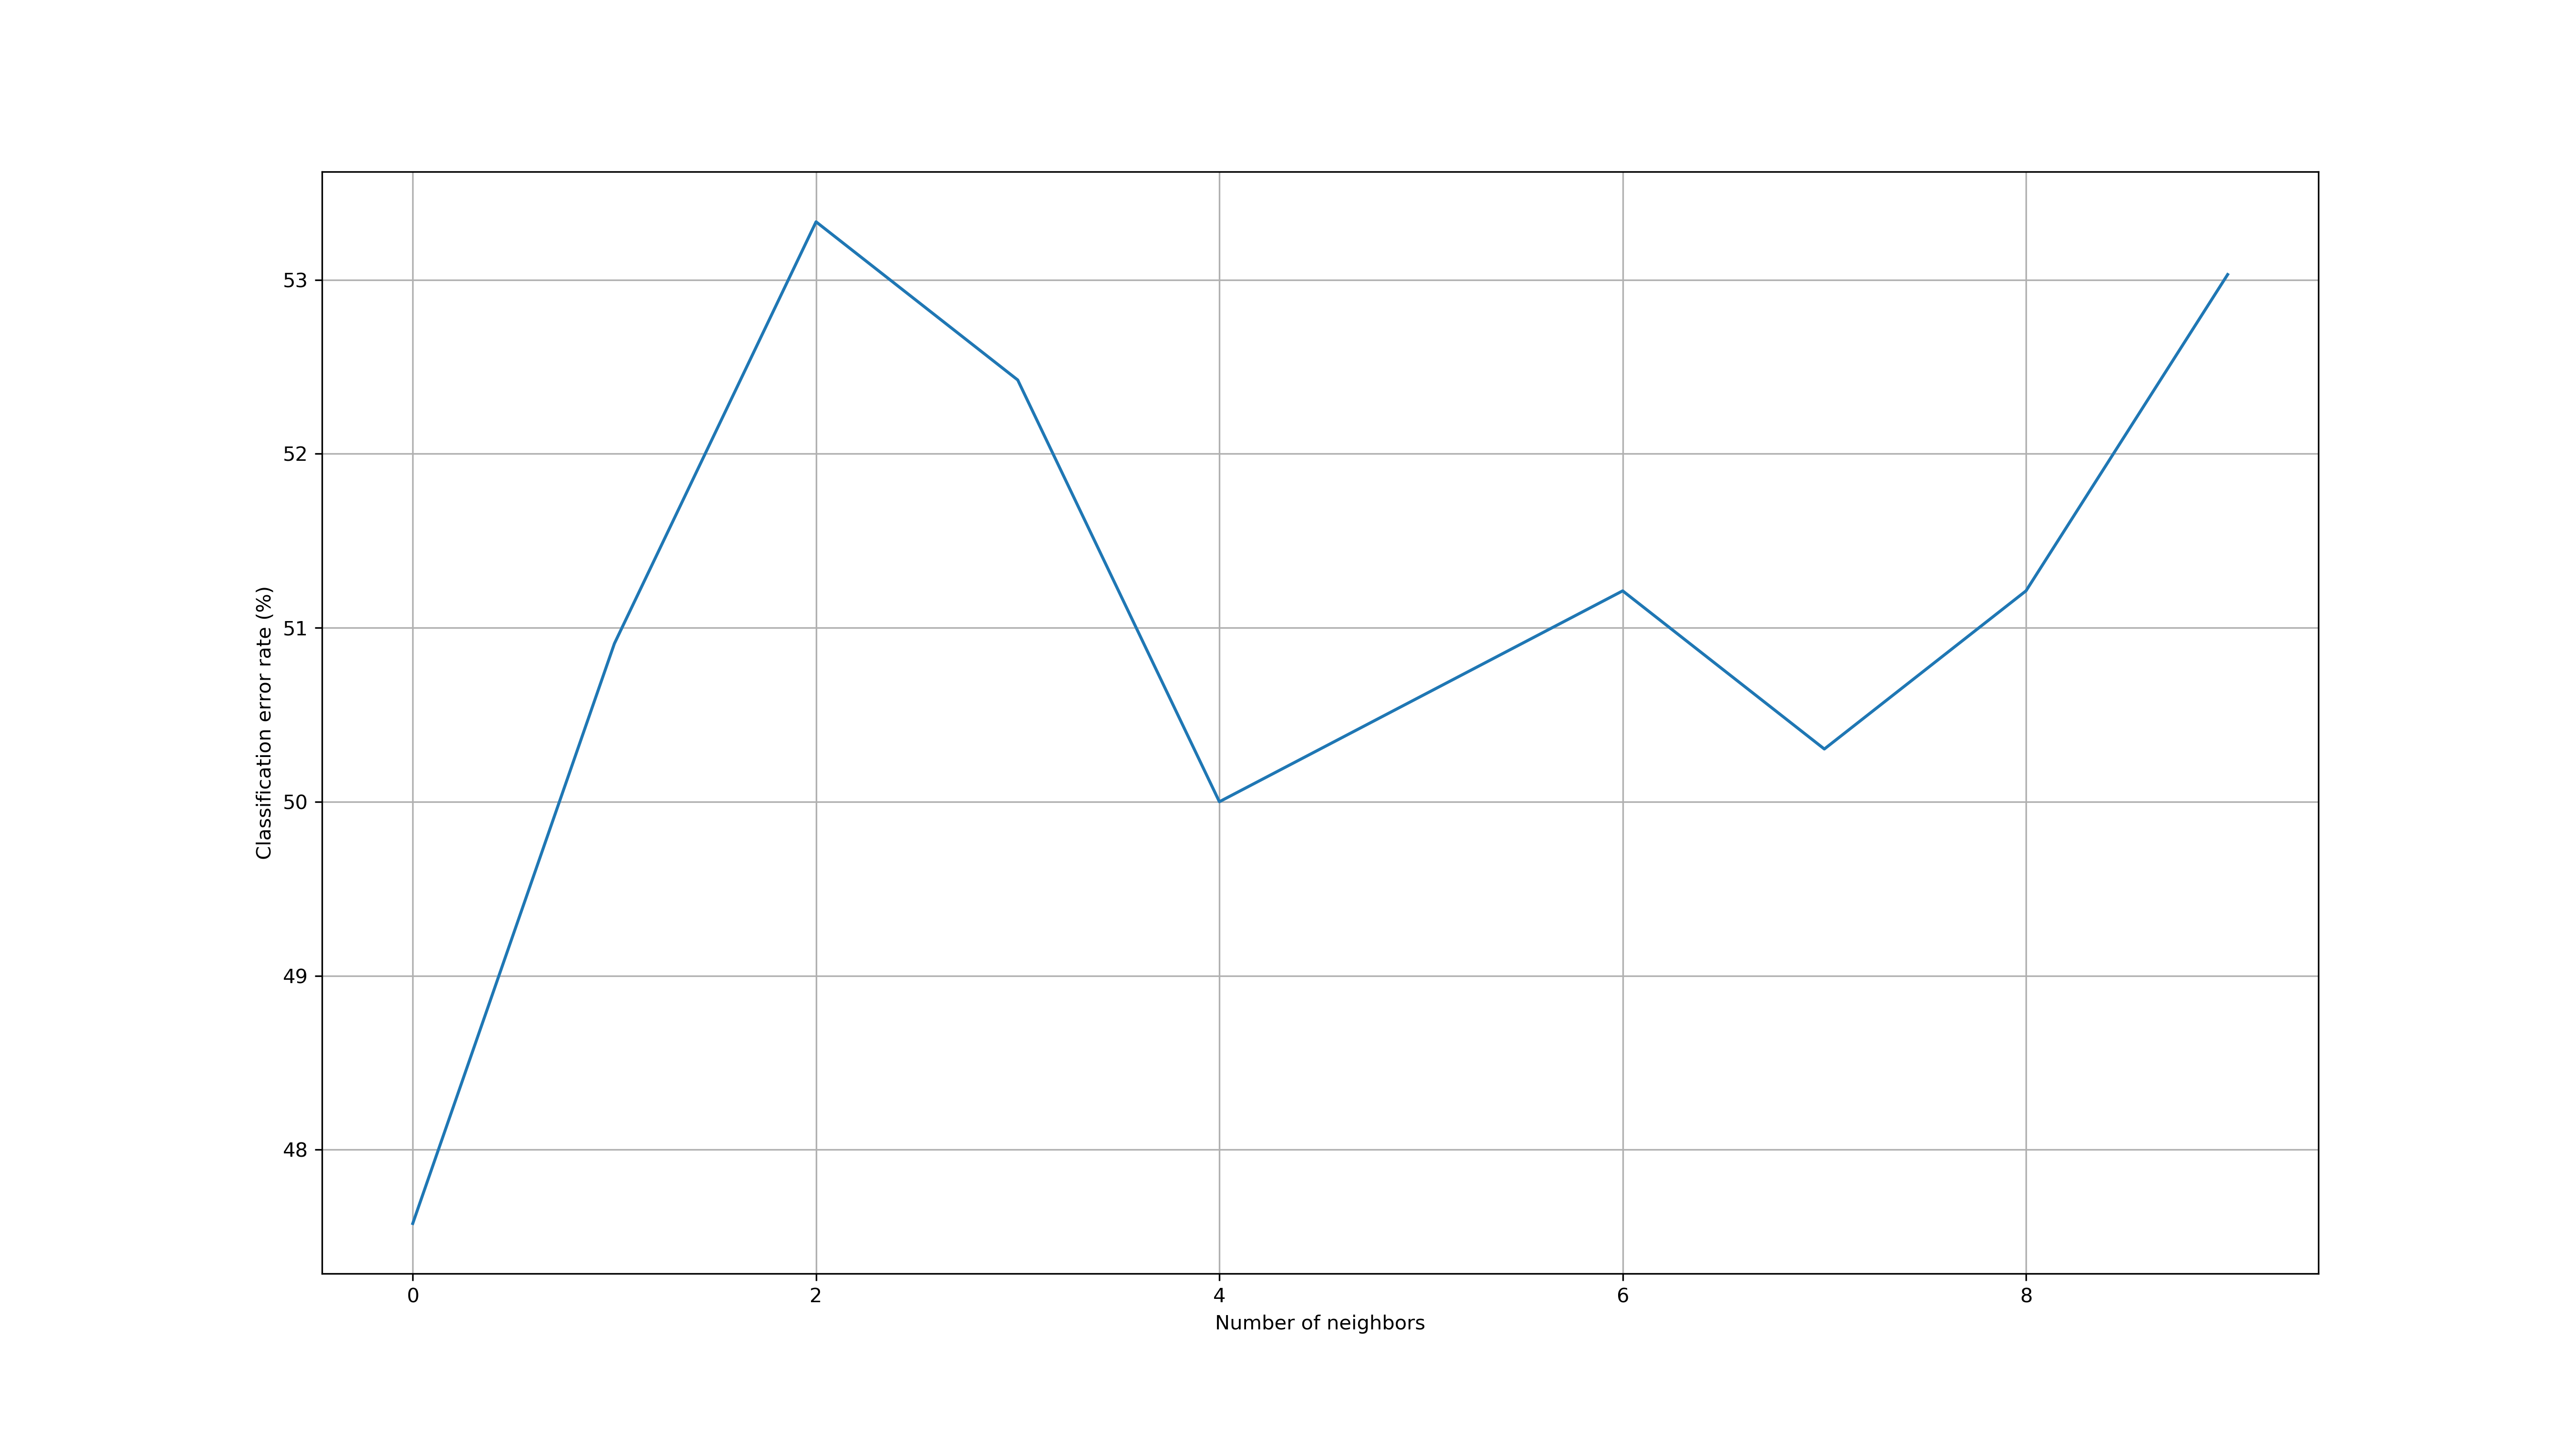 53
52
51
50
49
48
Classification error rate (%)
0 2 4 6 8
Number of neighbors